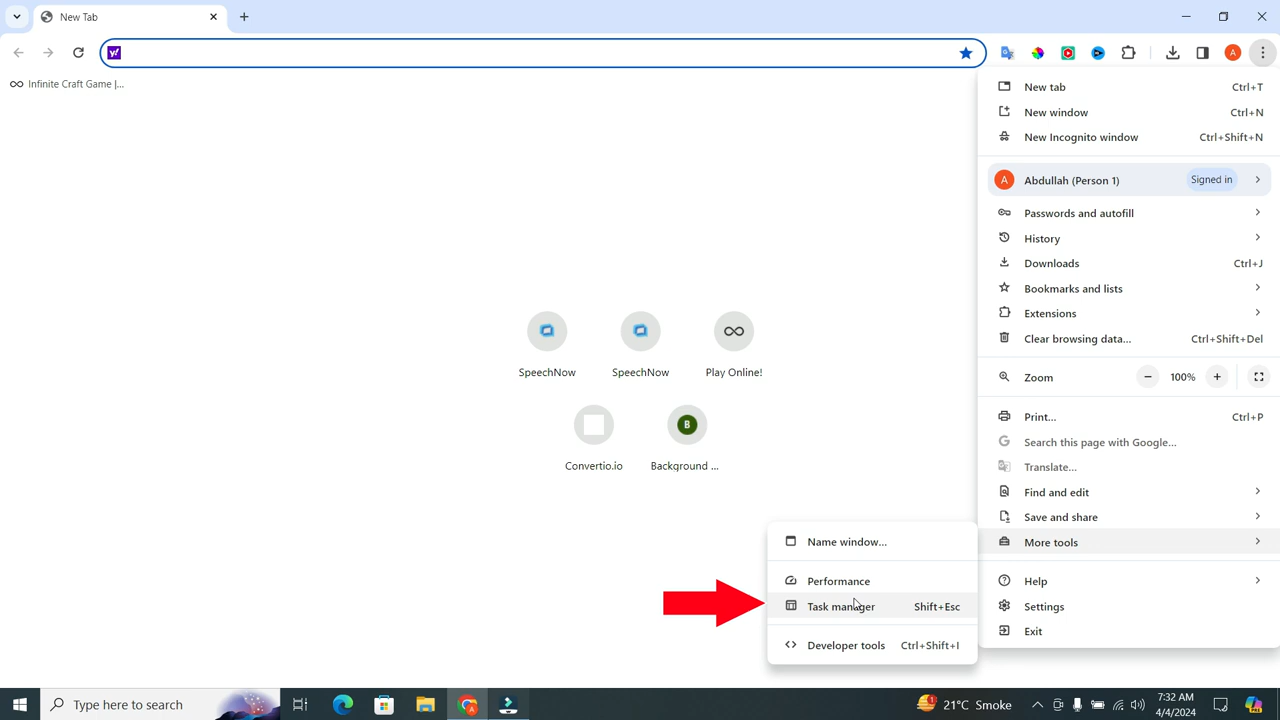 New Tab
y!
A
Infinite Craft Game |...
New tab Ctrl+T
New window Ctrl+N
New Incognito window Ctrl+Shift+N
A Abdullah (Person 1) Signed in
Passwords and autofill
History
Downloads Ctrl+J
Bookmarks and lists
Extensions
Clear browsing data... Ctrl+Shift+Del
Zoom 100%
Print... Ctrl+P
Search this page with Google...
Translate...
Find and edit
Save and share
More tools
Help
Settings
Exit
SpeechNow SpeechNow Play Online!
B
Convertio.io Background ...
Name window...
Performance
Task manager Shift+Esc
Developer tools Ctrl+Shift+I
Type here to search
1 21°C Smoke
7:32 AM
4/4/2024